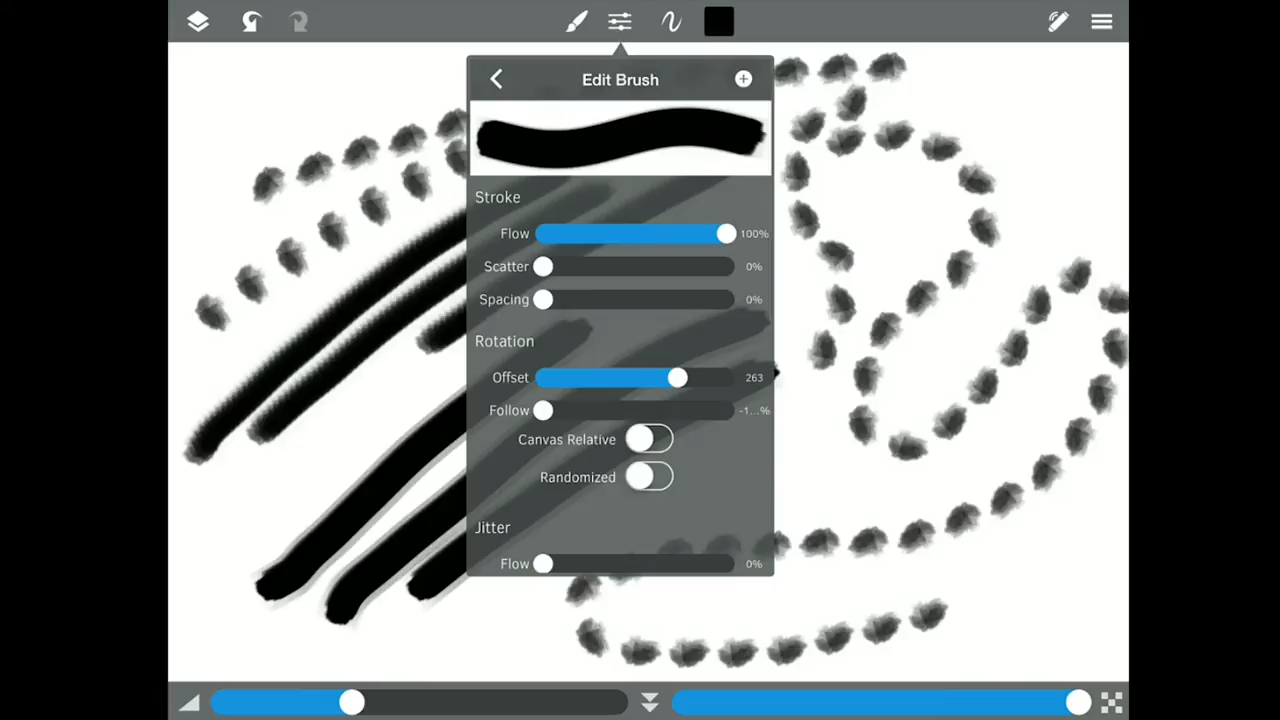 Edit Brush
Stroke
Flow 100%
Scatter 0%
Spacing 0%
Rotation
Offset 263
Follow -1...%
Canvas Relative
Randomized
Jitter
Flow 0%